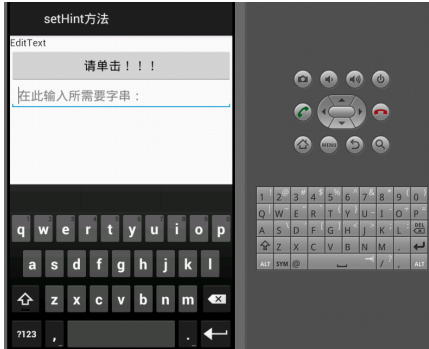 setHint方法
EditText
请单击！！！
在此输入所需要字串：
q w e r t y u i o p
a s d f g h j k l
z x c v b n m
?123 , .
MENU
1 2 3 4 5 6 7 8 9 0
Q W E R T Y U I O P
A S D F G H J K L DEL
Z X C V B N M .
ALT SYM @ / , ALT